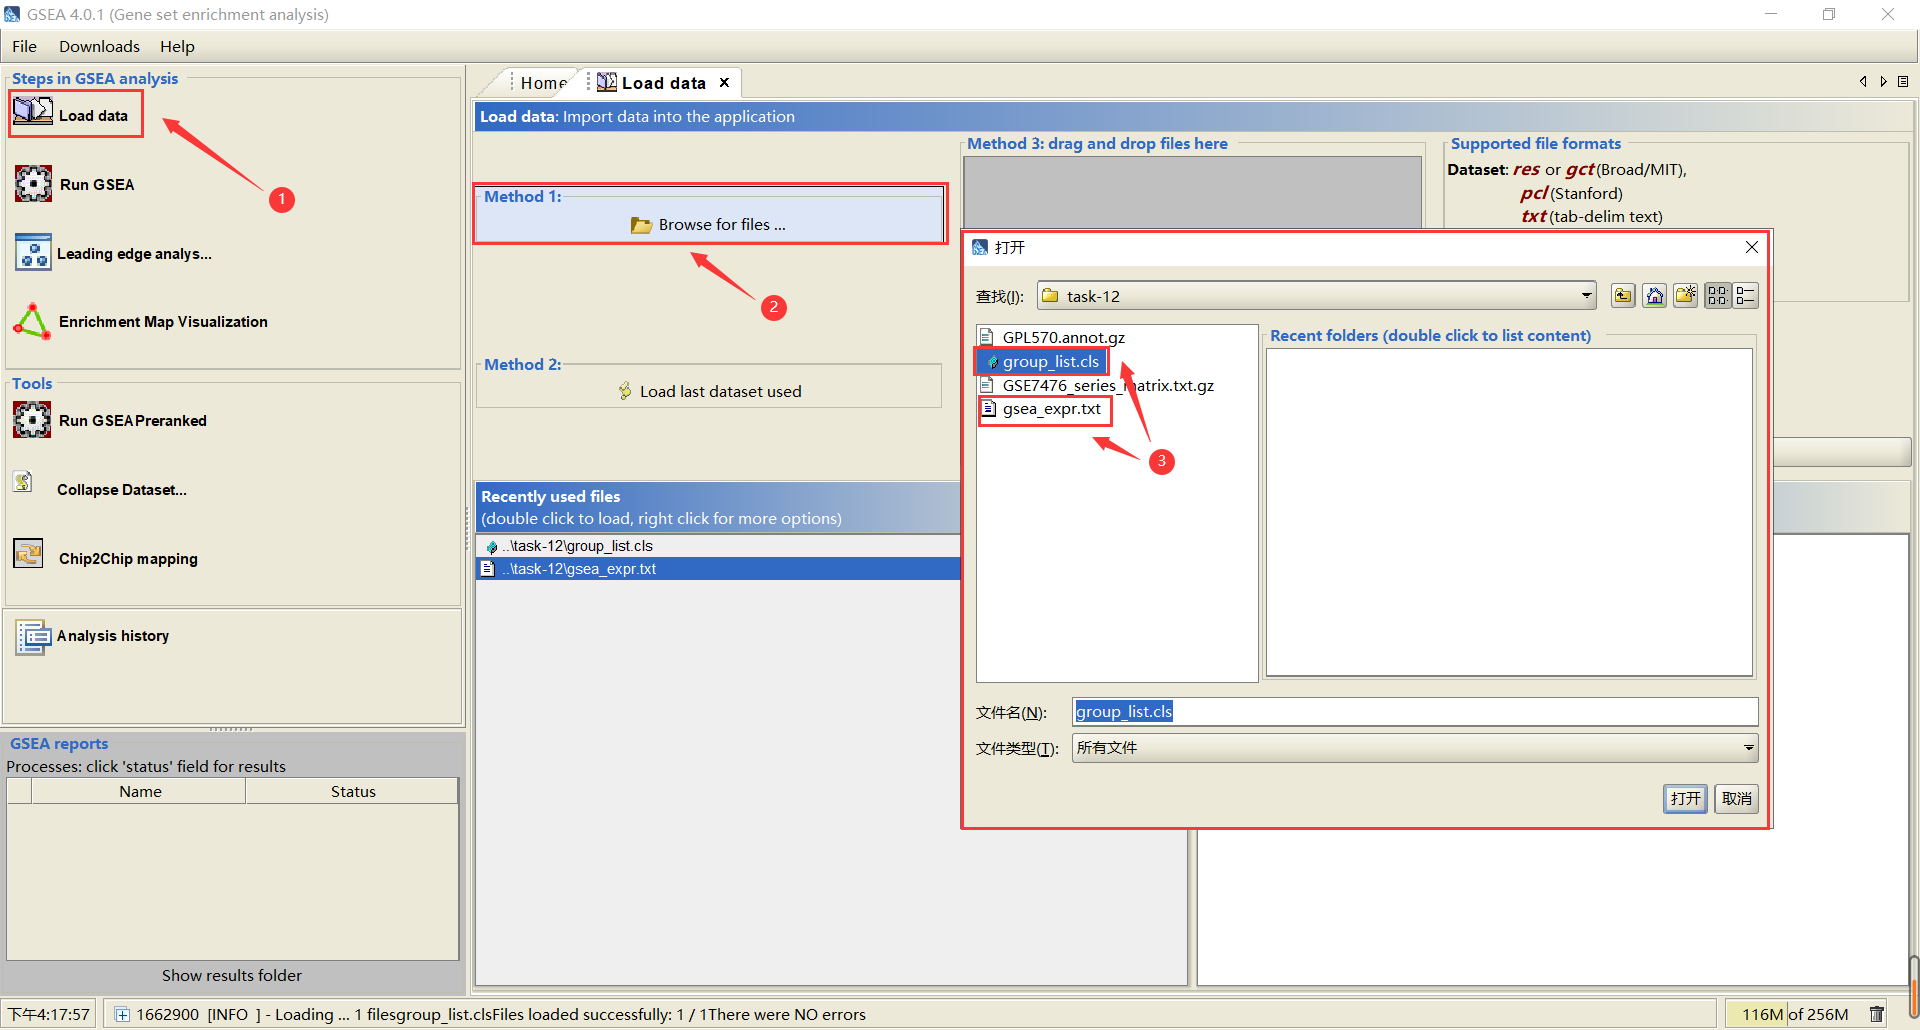 GSEA 4.0.1 (Gene set enrichment analysis)
File Downloads Help
Steps in GSEA analysis
Load data
1
Run GSEA
Leading edge analys...
Enrichment Map Visualization
Tools
Run GSEAPreranked
Collapse Dataset...
Chip2Chip mapping
Analysis history
GSEA reports
Processes: click 'status' field for results
Name Status
Show results folder
Home Load data
Load data: Import data into the application
Method 1:
Browse for files ...
2
Method 2:
Load last dataset used
Method 3: drag and drop files here
Supported file formats
Dataset: res or gct (Broad/MIT),
pcl (Stanford)
txt (tab-delim text)
Recently used files
(double click to load, right click for more options)
..\task-12\group_list.cls
..\task-12\gsea_expr.txt
打开
查找(I): task-12
GPL570.annot.gz
group_list.cls
GSE7476_series_matrix.txt.gz
gsea_expr.txt
3
Recent folders (double click to list content)
文件名(N): group_list.cls
文件类型(T): 所有文件
打开 取消
下午4:17:57 1662900 [INFO ] - Loading ... 1 filesgroup_list.clsFiles loaded successfully: 1 / 1There were NO errors 116M of 256M